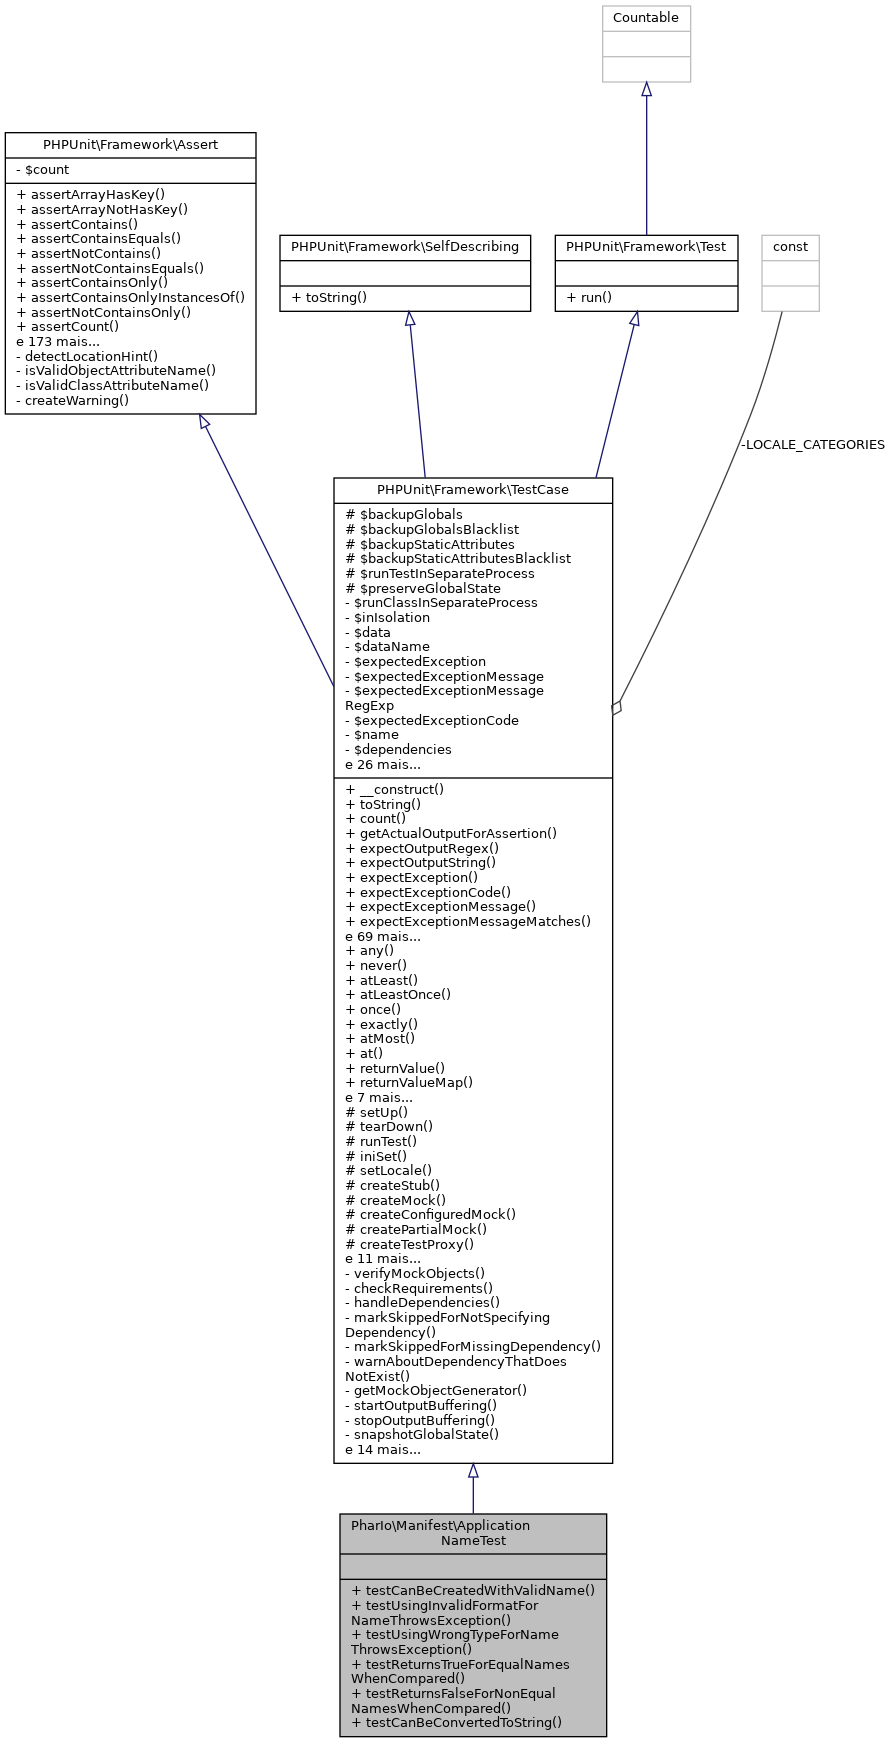 Countable
PHPUnit\Framework\Assert
- $count
+ assertArrayHasKey()
+ assertArrayNotHasKey()
+ assertContains()
+ assertContainsEquals()
+ assertNotContains()
+ assertNotContainsEquals()
+ assertContainsOnly()
+ assertContainsOnlyInstancesOf()
+ assertNotContainsOnly()
+ assertCount()
e 173 mais...
- detectLocationHint()
- isValidObjectAttributeName()
- isValidClassAttributeName()
- createWarning()
PHPUnit\Framework\SelfDescribing
+ toString()
PHPUnit\Framework\Test
+ run()
const
-LOCALE_CATEGORIES
PHPUnit\Framework\TestCase
# $backupGlobals
# $backupGlobalsBlacklist
# $backupStaticAttributes
# $backupStaticAttributesBlacklist
# $runTestInSeparateProcess
# $preserveGlobalState
- $runClassInSeparateProcess
- $inIsolation
- $data
- $dataName
- $expectedException
- $expectedExceptionMessage
- $expectedExceptionMessage
RegExp
- $expectedExceptionCode
- $name
- $dependencies
e 26 mais...
+ __construct()
+ toString()
+ count()
+ getActualOutputForAssertion()
+ expectOutputRegex()
+ expectOutputString()
+ expectException()
+ expectExceptionCode()
+ expectExceptionMessage()
+ expectExceptionMessageMatches()
e 69 mais...
+ any()
+ never()
+ atLeast()
+ atLeastOnce()
+ once()
+ exactly()
+ atMost()
+ at()
+ returnValue()
+ returnValueMap()
e 7 mais...
# setUp()
# tearDown()
# runTest()
# iniSet()
# setLocale()
# createStub()
# createMock()
# createConfiguredMock()
# createPartialMock()
# createTestProxy()
e 11 mais...
- verifyMockObjects()
- checkRequirements()
- handleDependencies()
- markSkippedForNotSpecifying
Dependency()
- markSkippedForMissingDependency()
- warnAboutDependencyThatDoes
NotExist()
- getMockObjectGenerator()
- startOutputBuffering()
- stopOutputBuffering()
- snapshotGlobalState()
e 14 mais...
PharIo\Manifest\Application
NameTest
+ testCanBeCreatedWithValidName()
+ testUsingInvalidFormatFor
NameThrowsException()
+ testUsingWrongTypeForName
ThrowsException()
+ testReturnsTrueForEqualNames
WhenCompared()
+ testReturnsFalseForNonEqual
NamesWhenCompared()
+ testCanBeConvertedToString()